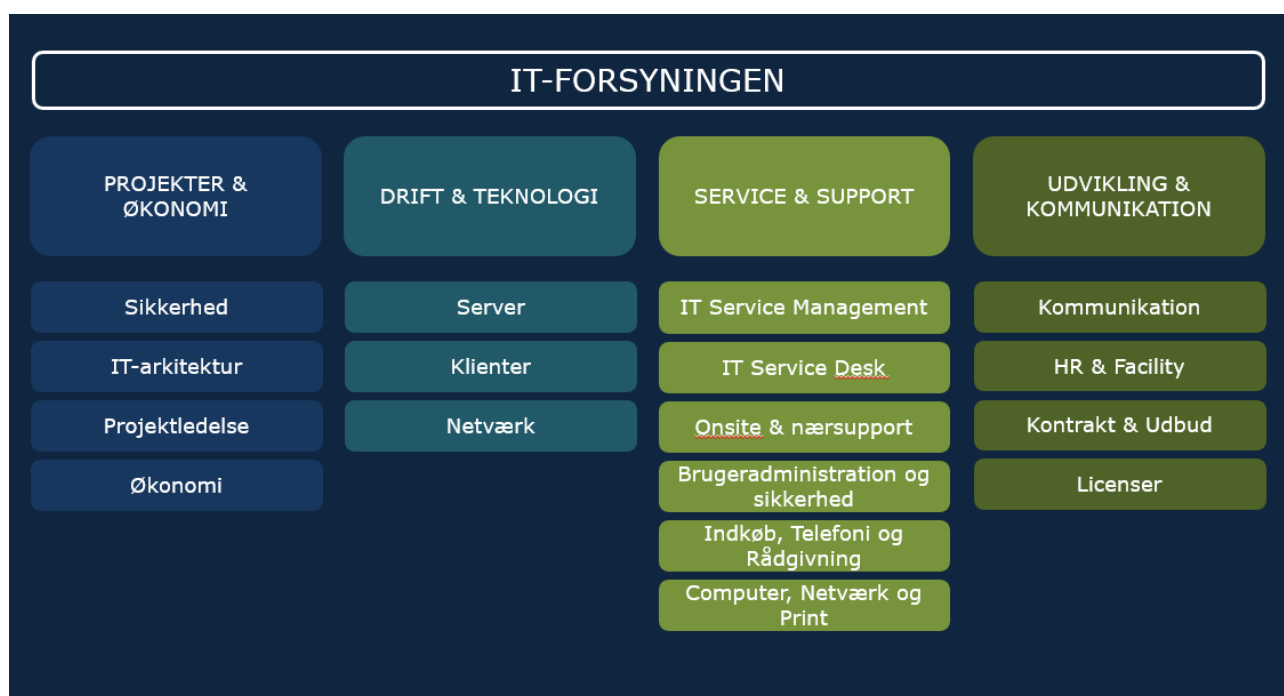 IT-FORSYNINGEN
PROJEKTER &
ØKONOMI
Sikkerhed
IT-arkitektur
Projektledelse
Økonomi
DRIFT & TEKNOLOGI
Server
Klienter
Netværk
SERVICE & SUPPORT
IT Service Management
IT Service Desk
Onsite & nærsupport
Brugeradministration og
sikkerhed
Indkøb, Telefoni og
Rådgivning
Computer, Netværk og
Print
UDVIKLING &
KOMMUNIKATION
Kommunikation
HR & Facility
Kontrakt & Udbud
Licenser